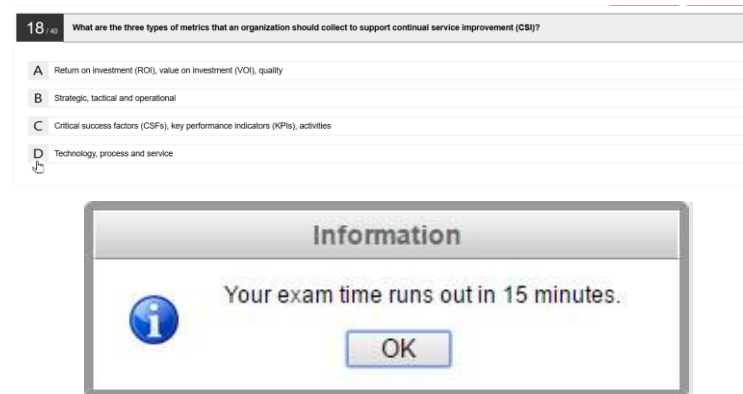 18 / 40 What are the three types of metrics that an organization should collect to support continual service improvement (CSI)?
A Return on investment (ROI), value on investment (VOI), quality
B Strategic, tactical and operational
C Critical success factors (CSFs), key performance indicators (KPIs), activities
D Technology, process and service
Information
Your exam time runs out in 15 minutes.
OK